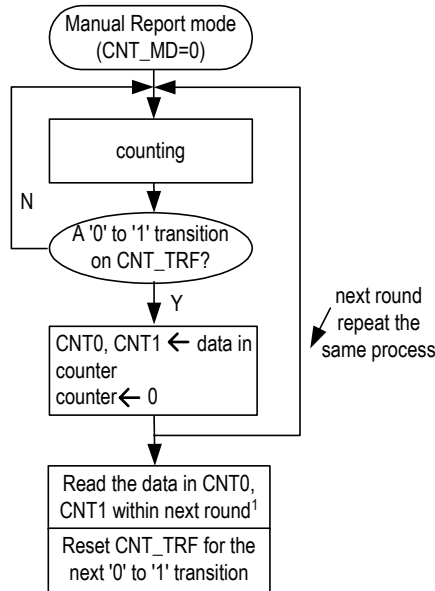 Manual Report mode
(CNT_MD=0)
counting
N
A '0' to '1' transition
on CNT_TRF?
Y
next round
repeat the
same process
CNT0, CNT1 ← data in
counter
counter← 0
Read the data in CNT0,
CNT1 within next round¹
Reset CNT_TRF for the
next '0' to '1' transition